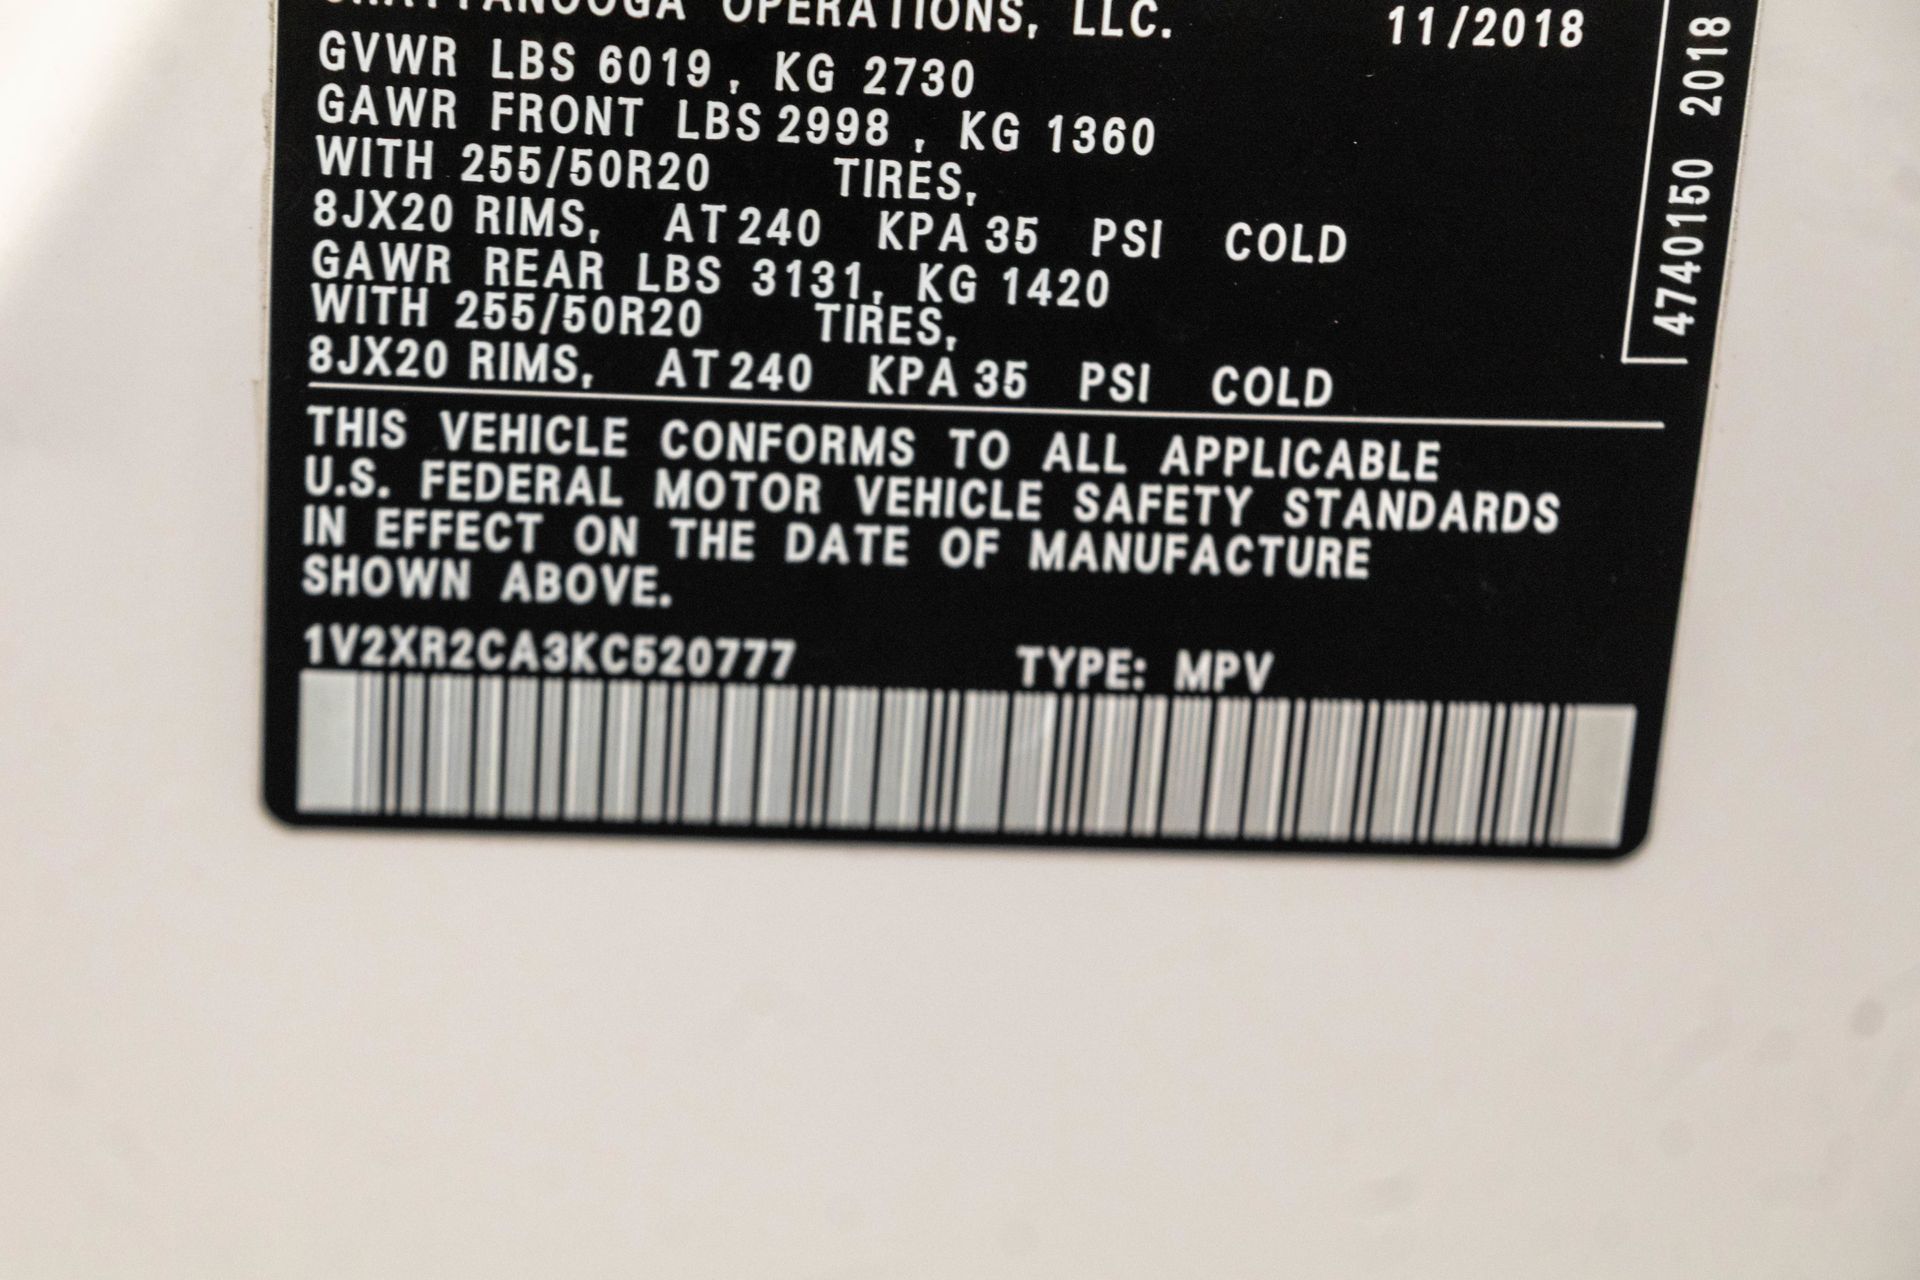 CHATTANOOGA OPERATIONS, LLC. 11/2018
GVWR LBS 6019, KG 2730
GAWR FRONT LBS 2998, KG 1360
WITH 255/50R20 TIRES,
8JX20 RIMS, AT 240 KPA 35 PSI COLD
GAWR REAR LBS 3131, KG 1420
WITH 255/50R20 TIRES,
8JX20 RIMS, AT 240 KPA 35 PSI COLD
THIS VEHICLE CONFORMS TO ALL APPLICABLE
U.S. FEDERAL MOTOR VEHICLE SAFETY STANDARDS
IN EFFECT ON THE DATE OF MANUFACTURE
SHOWN ABOVE.
1V2XR2CA3KC520777 TYPE: MPV
4740150 2018